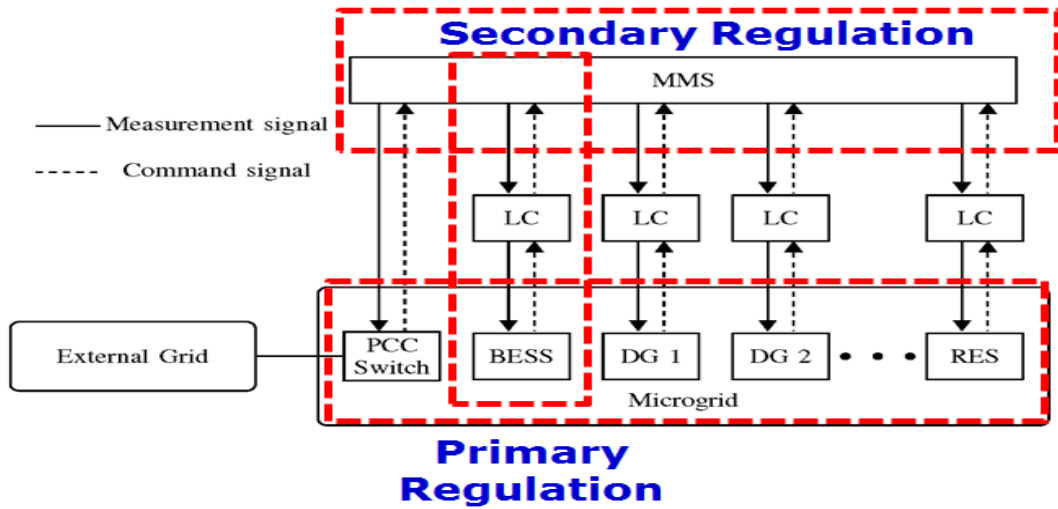 Secondary Regulation
MMS
Measurement signal
Command signal
LC
LC
LC
LC
External Grid
PCC
Switch
BESS
DG 1
DG 2
RES
Microgrid
Primary
Regulation